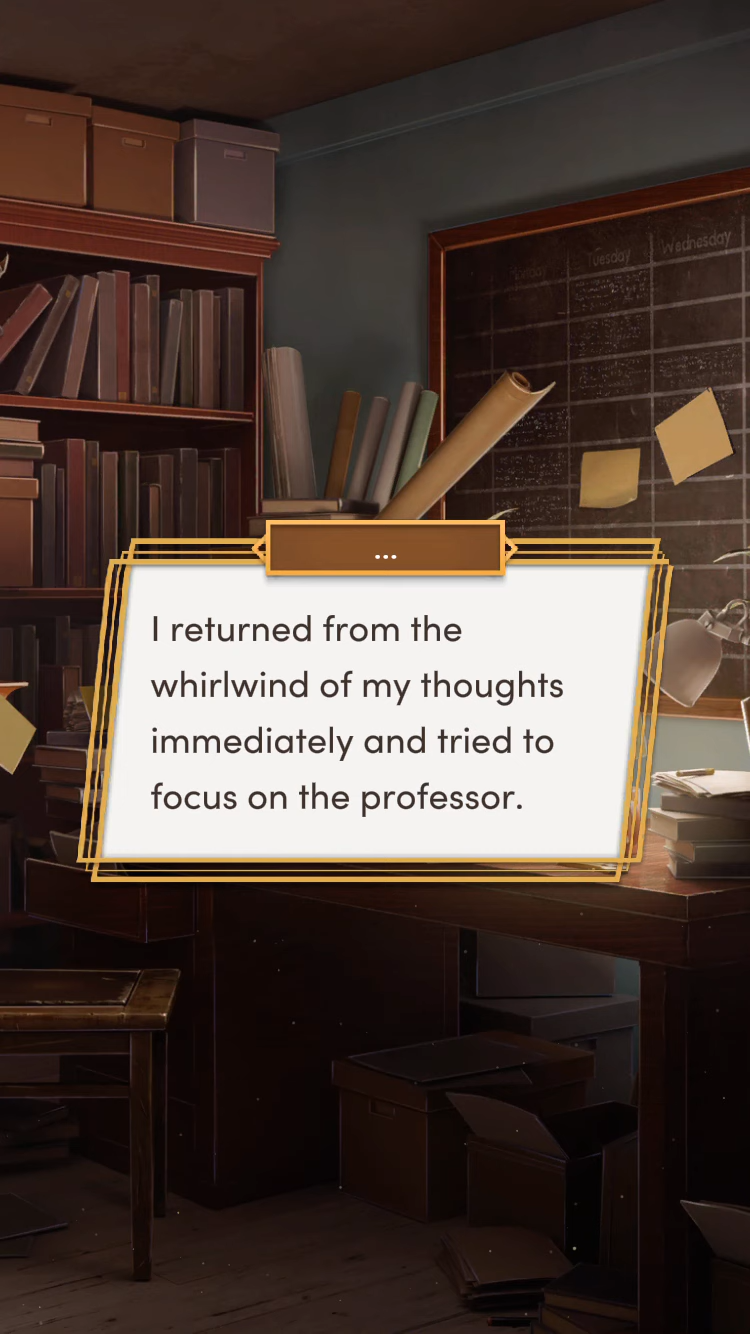 Tuesday
Wednesday
...
I returned from the
whirlwind of my thoughts
immediately and tried to
focus on the professor.